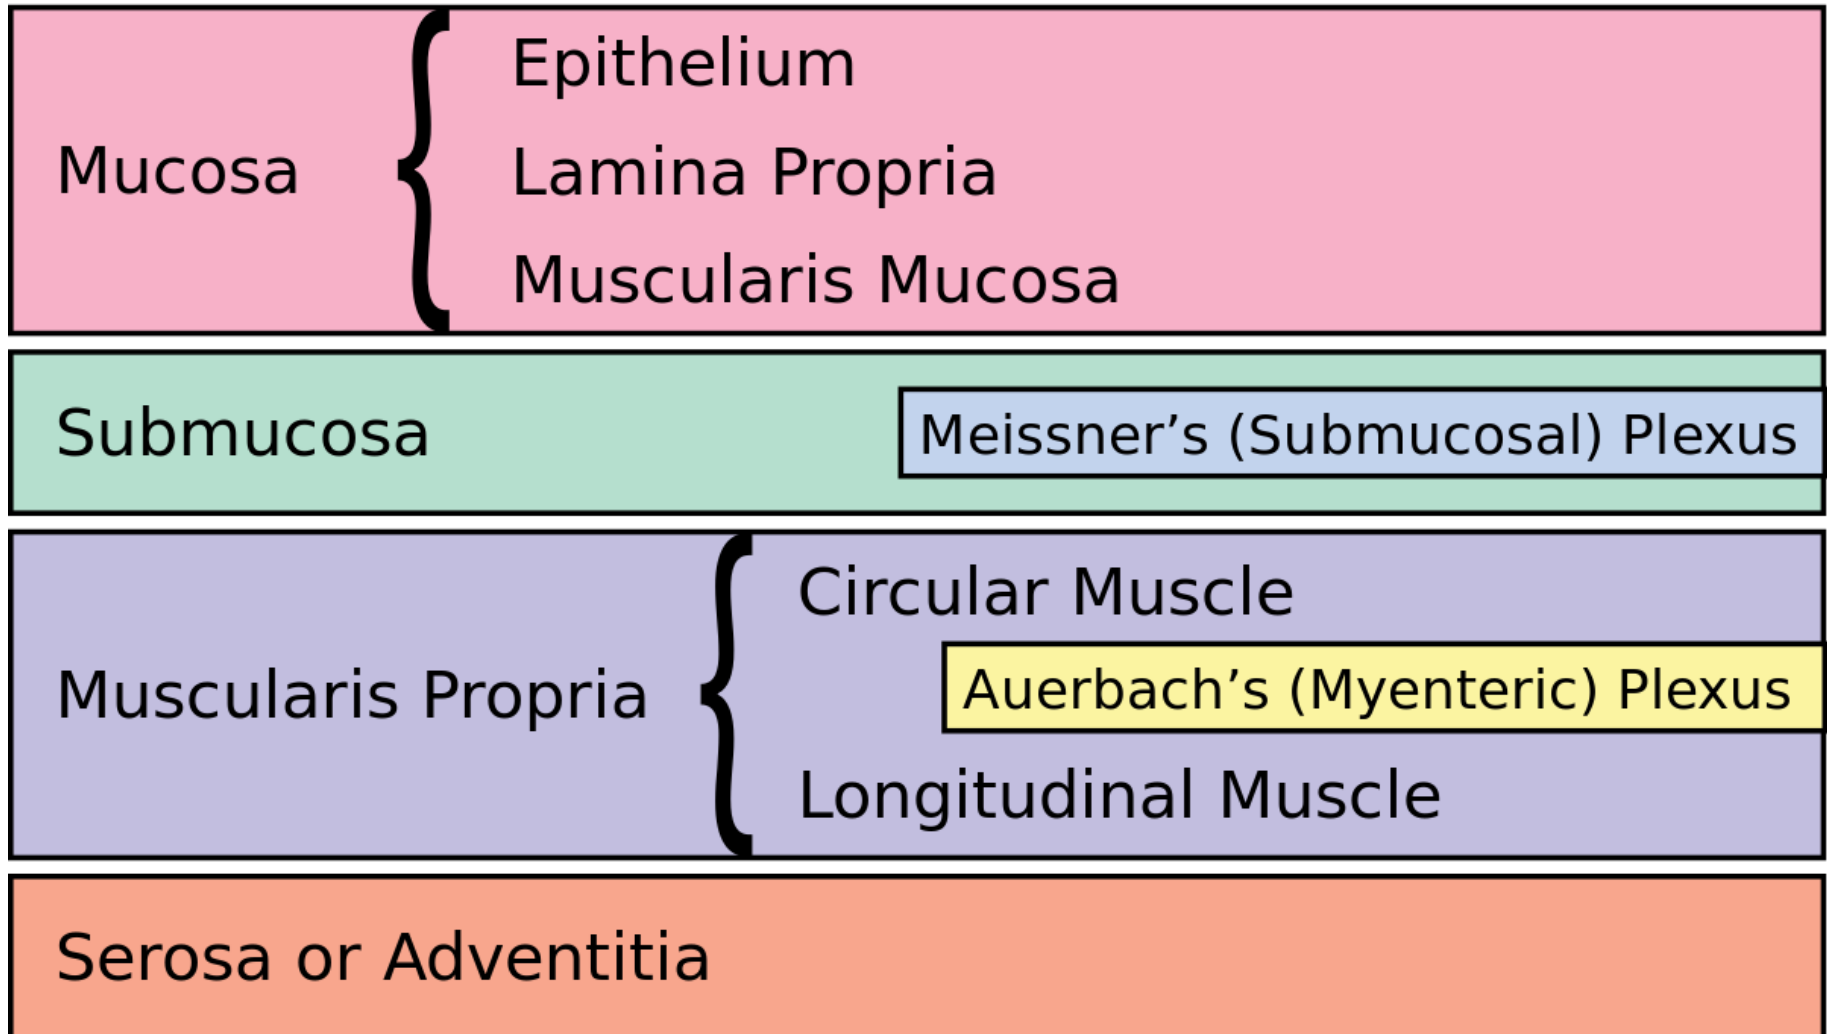 Mucosa
Epithelium
Lamina Propria
Muscularis Mucosa
Submucosa
Meissner’s (Submucosal) Plexus
Muscularis Propria
Circular Muscle
Auerbach’s (Myenteric) Plexus
Longitudinal Muscle
Serosa or Adventitia